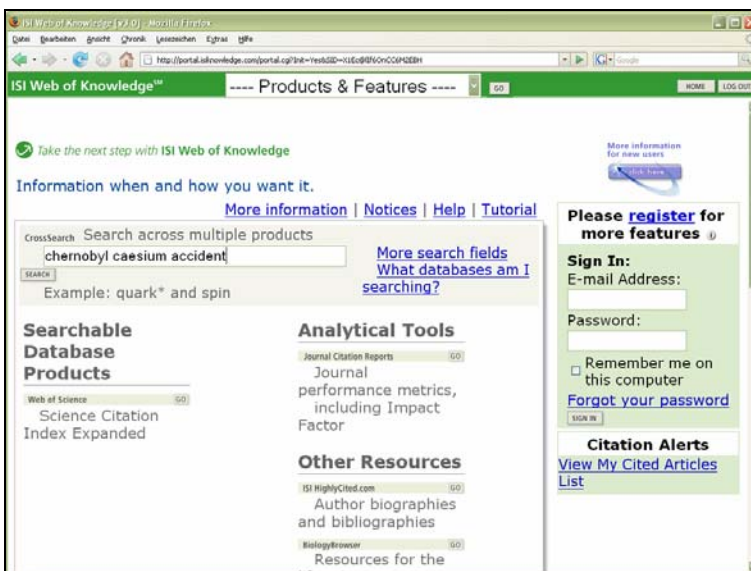 ISI Web of Knowledge [v3.0] - Mozilla Firefox
Datei Bearbeiten Ansicht Chronik Lesezeichen Extras Hilfe
Google
ISI Web of Knowledge℠ ---- Products & Features ---- GO HOME LOG OUT
Take the next step with ISI Web of Knowledge
More information
for new users
click here
Information when and how you want it.
More information | Notices | Help | Tutorial
CrossSearch Search across multiple products
chernobyl caesium accident
SEARCH
Example: quark* and spin
More search fields
What databases am I
searching?
Searchable
Database
Products
Web of Science GO
Science Citation
Index Expanded
Analytical Tools
Journal Citation Reports GO
Journal
performance metrics,
including Impact
Factor
Other Resources
ISI HighlyCited.com GO
Author biographies
and bibliographies
BiologyBrowser GO
Resources for the
Please register for
more features
Sign In:
E-mail Address:
Password:
Remember me on
this computer
Forgot your password
SIGN IN
Citation Alerts
View My Cited Articles
List